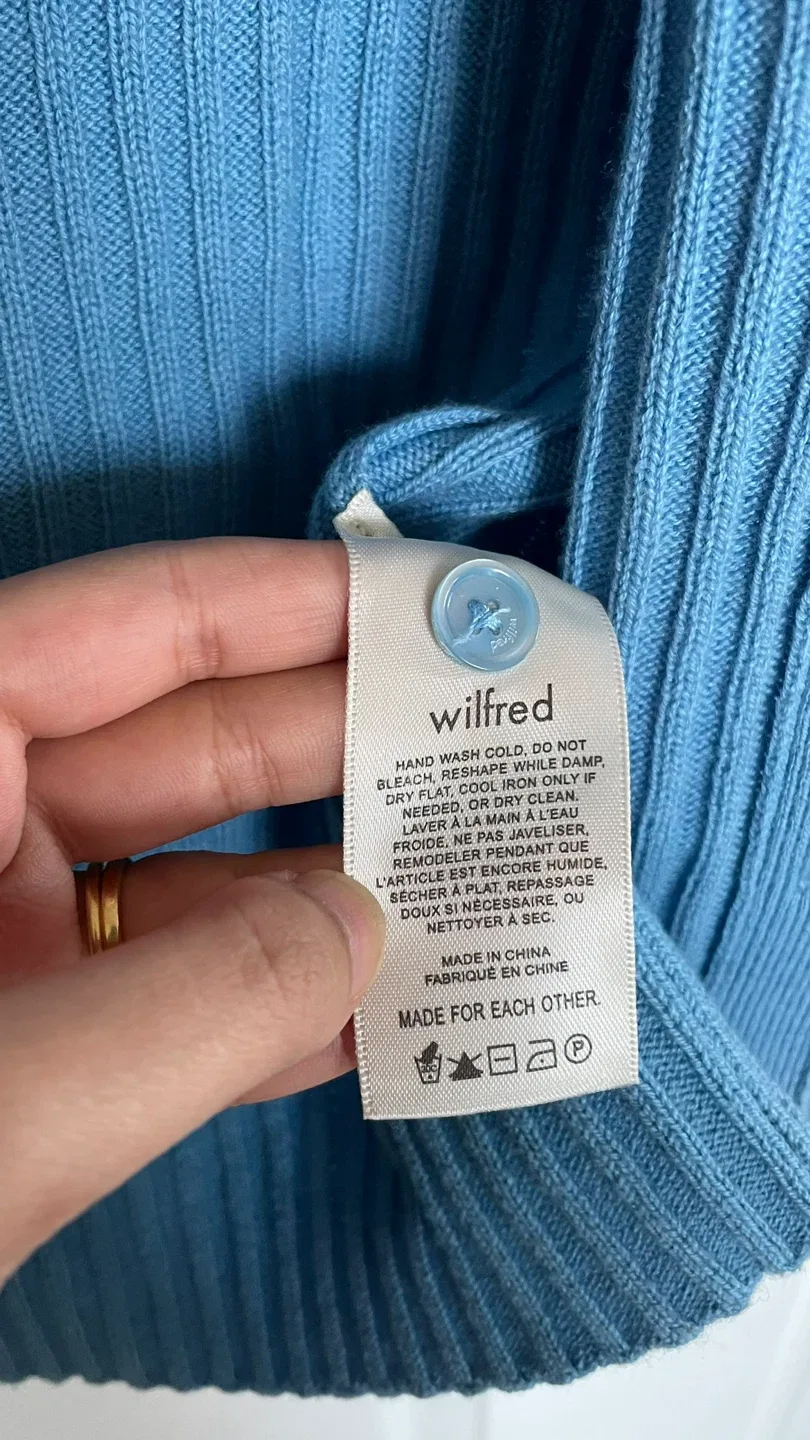 wilfred
wilfred
HAND WASH COLD, DO NOT
BLEACH, RESHAPE WHILE DAMP,
DRY FLAT, COOL IRON ONLY IF
NEEDED, OR DRY CLEAN.
LAVER À LA MAIN À L'EAU
FROIDE, NE PAS JAVELISER,
REMODELER PENDANT QUE
L'ARTICLE EST ENCORE HUMIDE,
SÉCHER À PLAT, REPASSAGE
DOUX SI NÉCESSAIRE, OU
NETTOYER À SEC.
MADE IN CHINA
FABRIQUÉ EN CHINE
MADE FOR EACH OTHER.
P